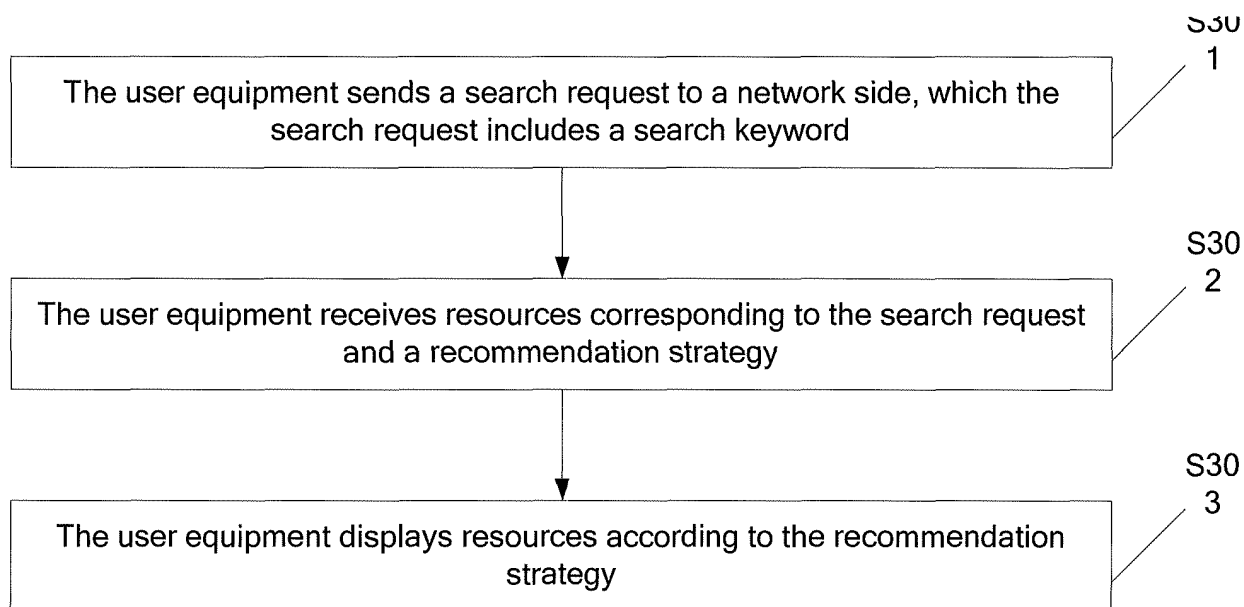 S30
1
The user equipment sends a search request to a network side, which the
search request includes a search keyword
S30
2
The user equipment receives resources corresponding to the search request
and a recommendation strategy
S30
3
The user equipment displays resources according to the recommendation
strategy